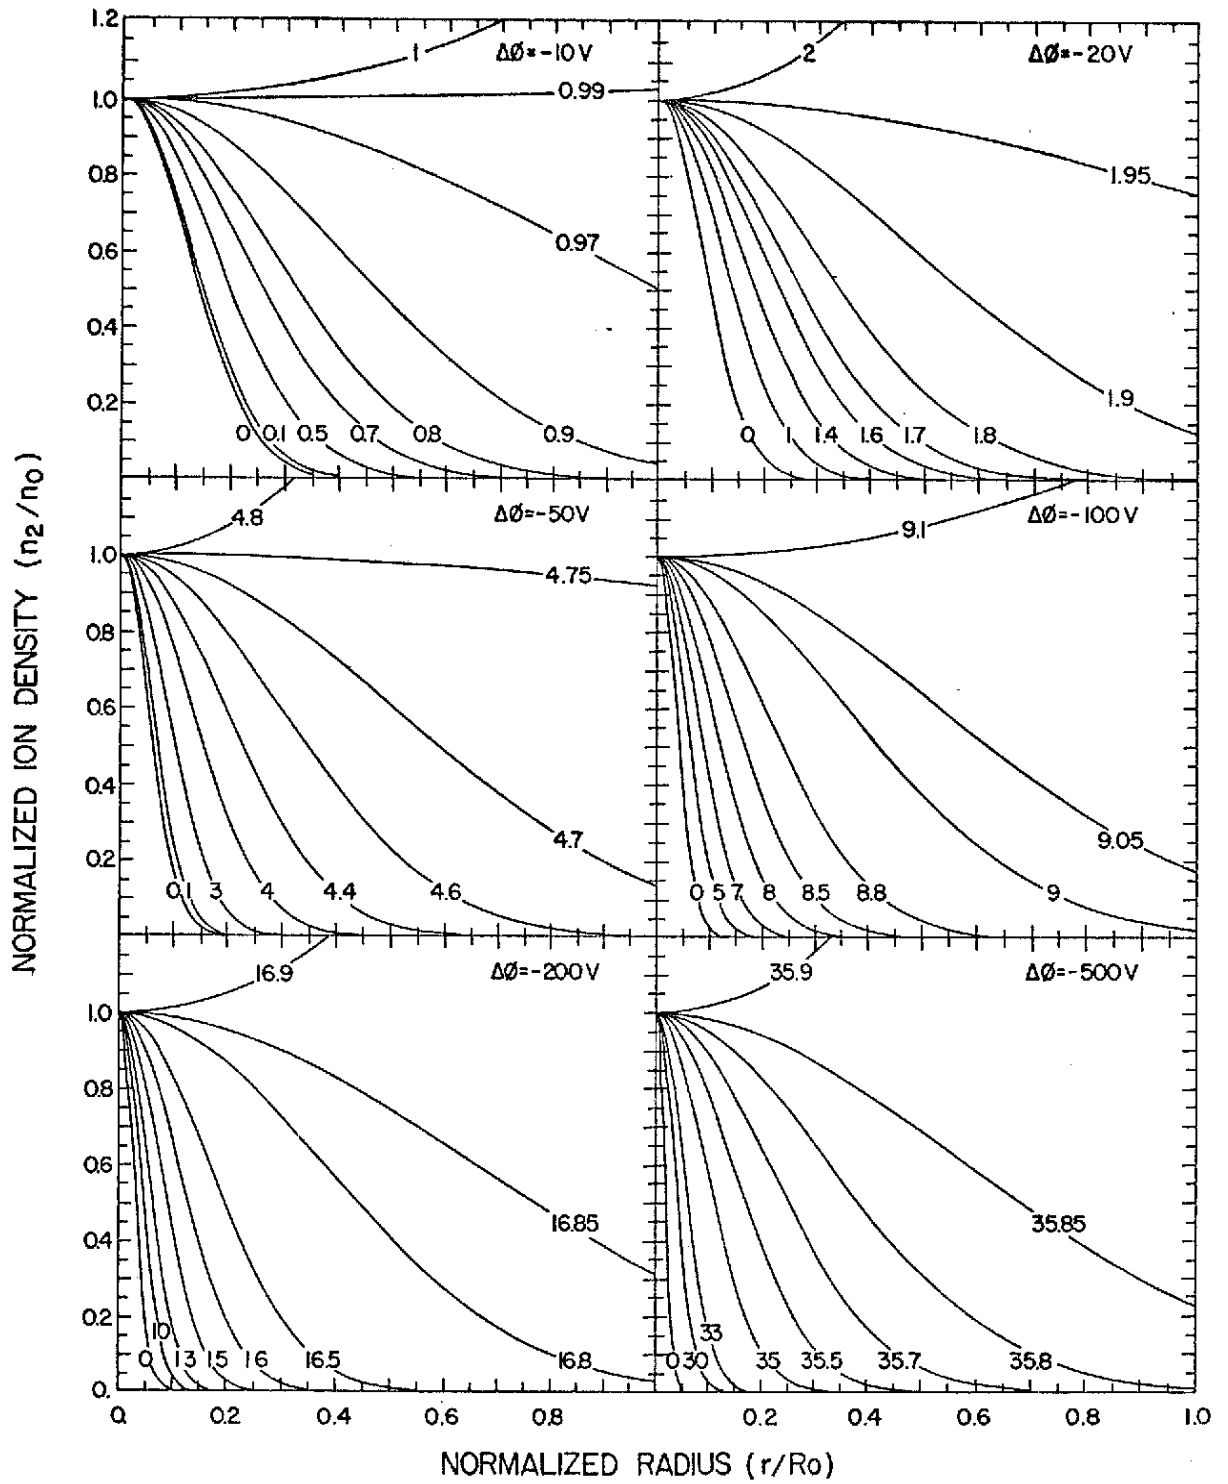 NORMALIZED ION DENSITY (n2/n0)
1.2
1.0
0.8
0.6
0.4
0.2
ΔØ=-10V
1
0.99
0.97
0 0.1 0.5 0.7 0.8 0.9
ΔØ=-20V
2
1.95
1.9
0 1 1.4 1.6 1.7 1.8
1.0
0.8
0.6
0.4
0.2
ΔØ=-50V
4.8
4.75
4.7
0.1 3 4 4.4 4.6
ΔØ=-100V
9.1
9.05
0 5 7 8 8.5 8.8 9
1.0
0.8
0.6
0.4
0.2
0.
ΔØ=-200V
16.9
16.85
10
0 13 15 16 16.5 16.8
ΔØ=-500V
35.9
35.85
33
0 30 35 35.5 35.7 35.8
0. 0.2 0.4 0.6 0.8 0.2 0.4 0.6 0.8 1.0
NORMALIZED RADIUS (r/Ro)